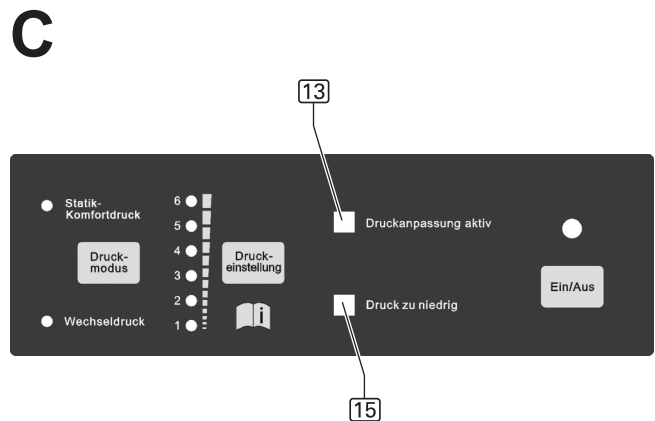 C
13
Statik-
Komfortdruck
6
5
4
3
2
1
Druck-
modus
Druck-
einstellung
i
Wechseldruck
Druckanpassung aktiv
Druck zu niedrig
Ein/Aus
15